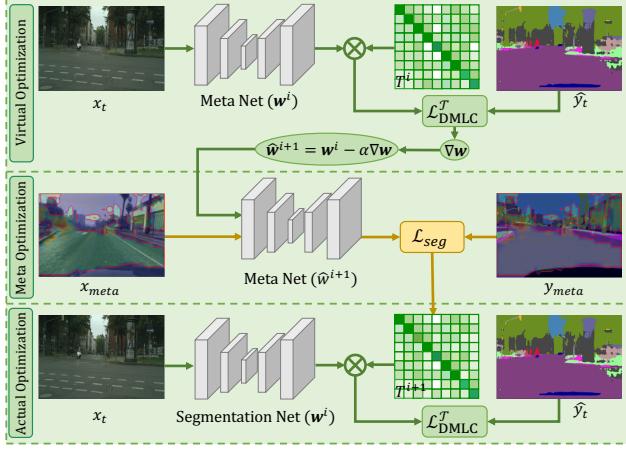 Virtual Optimization
x_t
Meta Net (w^i)
T^i
ŷ_t
ℒ^𝒯_DMLC
ŵ^{i+1} = w^i − α∇w
∇w
Meta Optimization
x_meta
Meta Net (ŵ^{i+1})
ℒ_seg
y_meta
Actual Optimization
x_t
Segmentation Net (w^i)
T^{i+1}
ŷ_t
ℒ^𝒯_DMLC